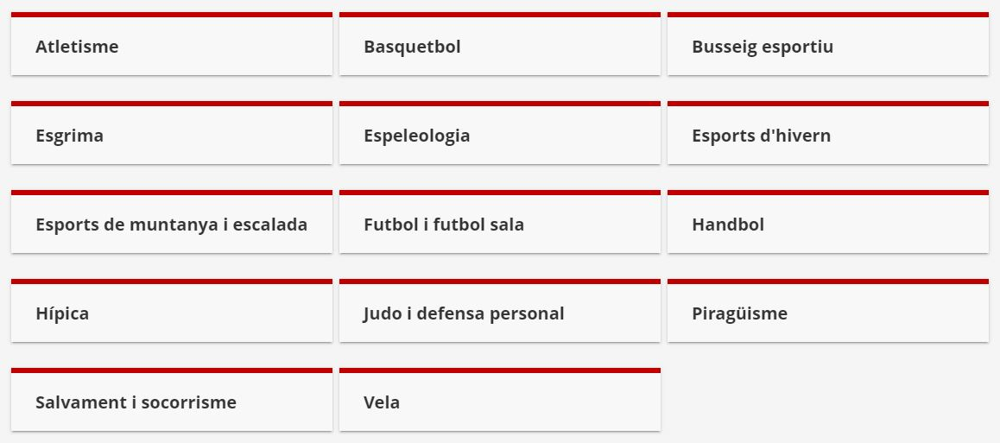 Atletisme
Basquetbol
Busseig esportiu
Esgrima
Espeleologia
Esports d'hivern
Esports de muntanya i escalada
Futbol i futbol sala
Handbol
Hípica
Judo i defensa personal
Piragüisme
Salvament i socorrisme
Vela